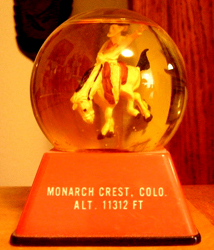 MONARCH CREST, COLO.
ALT. 11312 FT